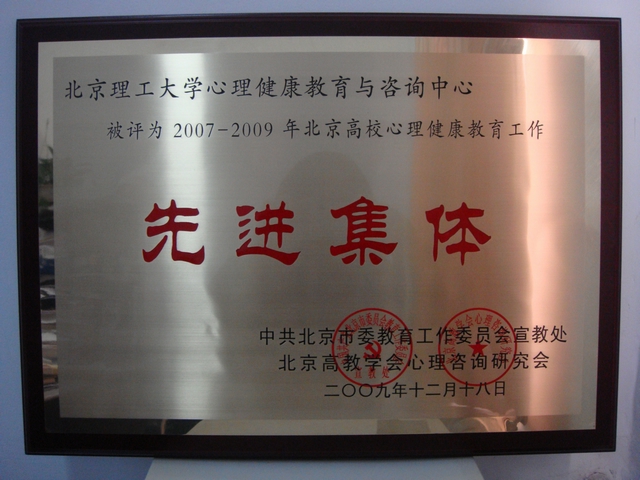 北京理工大学心理健康教育与咨询中心
被评为 2007-2009 年北京高校心理健康教育工作
先进集体
中共北京市委教育工作委员会宣教处
北京高教学会心理咨询研究会
二〇〇九年十二月十八日